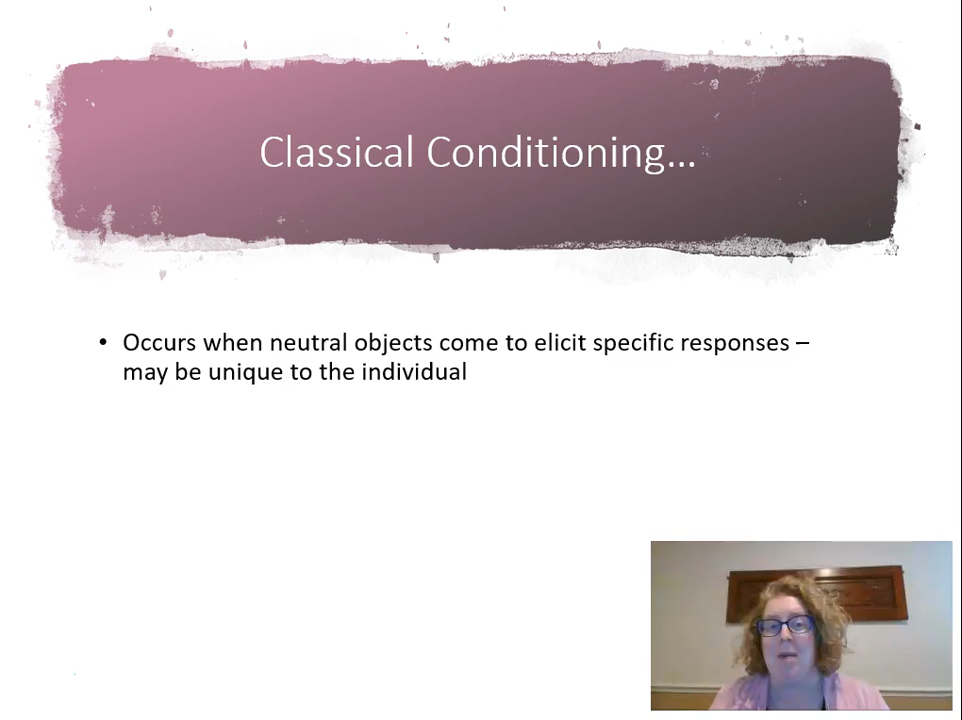 Classical Conditioning…
• Occurs when neutral objects come to elicit specific responses –
may be unique to the individual